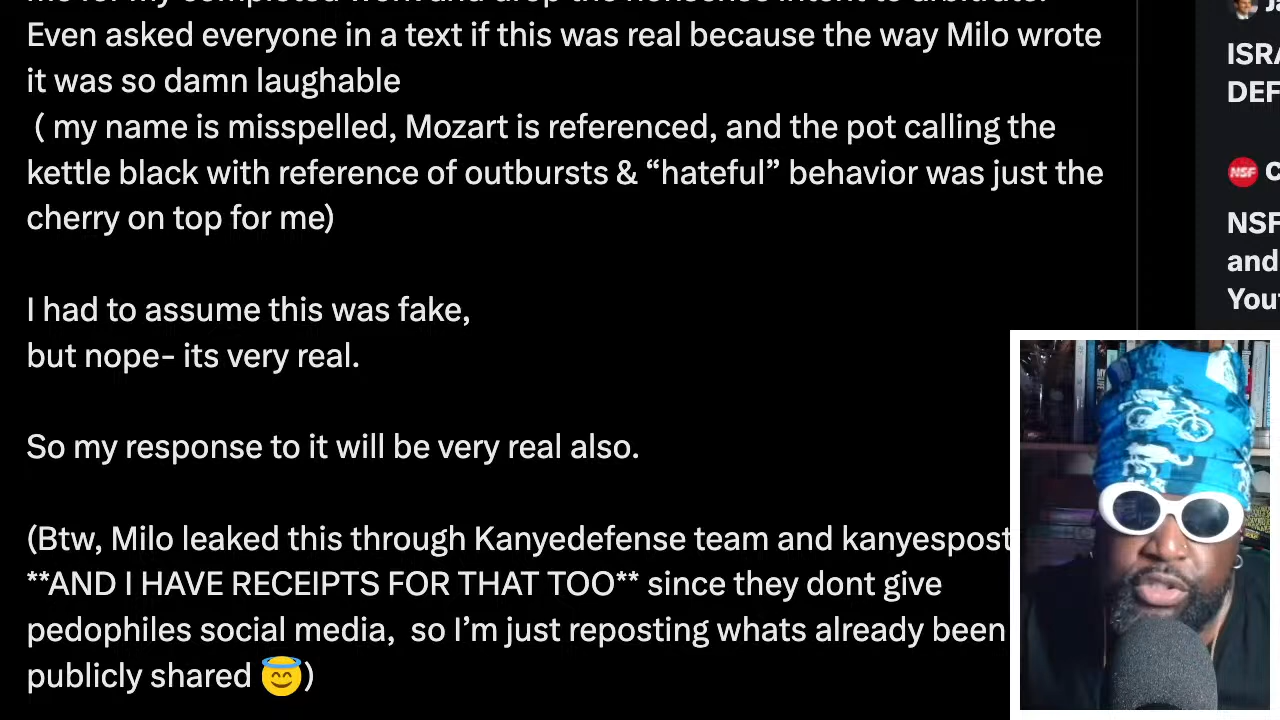 Even asked everyone in a text if this was real because the way Milo wrote
it was so damn laughable
( my name is misspelled, Mozart is referenced, and the pot calling the
kettle black with reference of outbursts & “hateful” behavior was just the
cherry on top for me)
I had to assume this was fake,
but nope- its very real.
So my response to it will be very real also.
(Btw, Milo leaked this through Kanyedefense team and kanyespost
**AND I HAVE RECEIPTS FOR THAT TOO** since they dont give
pedophiles social media,  so I’m just reposting whats already been
publicly shared 😇)
ISRA
DEF
NSF
NSF
and
You